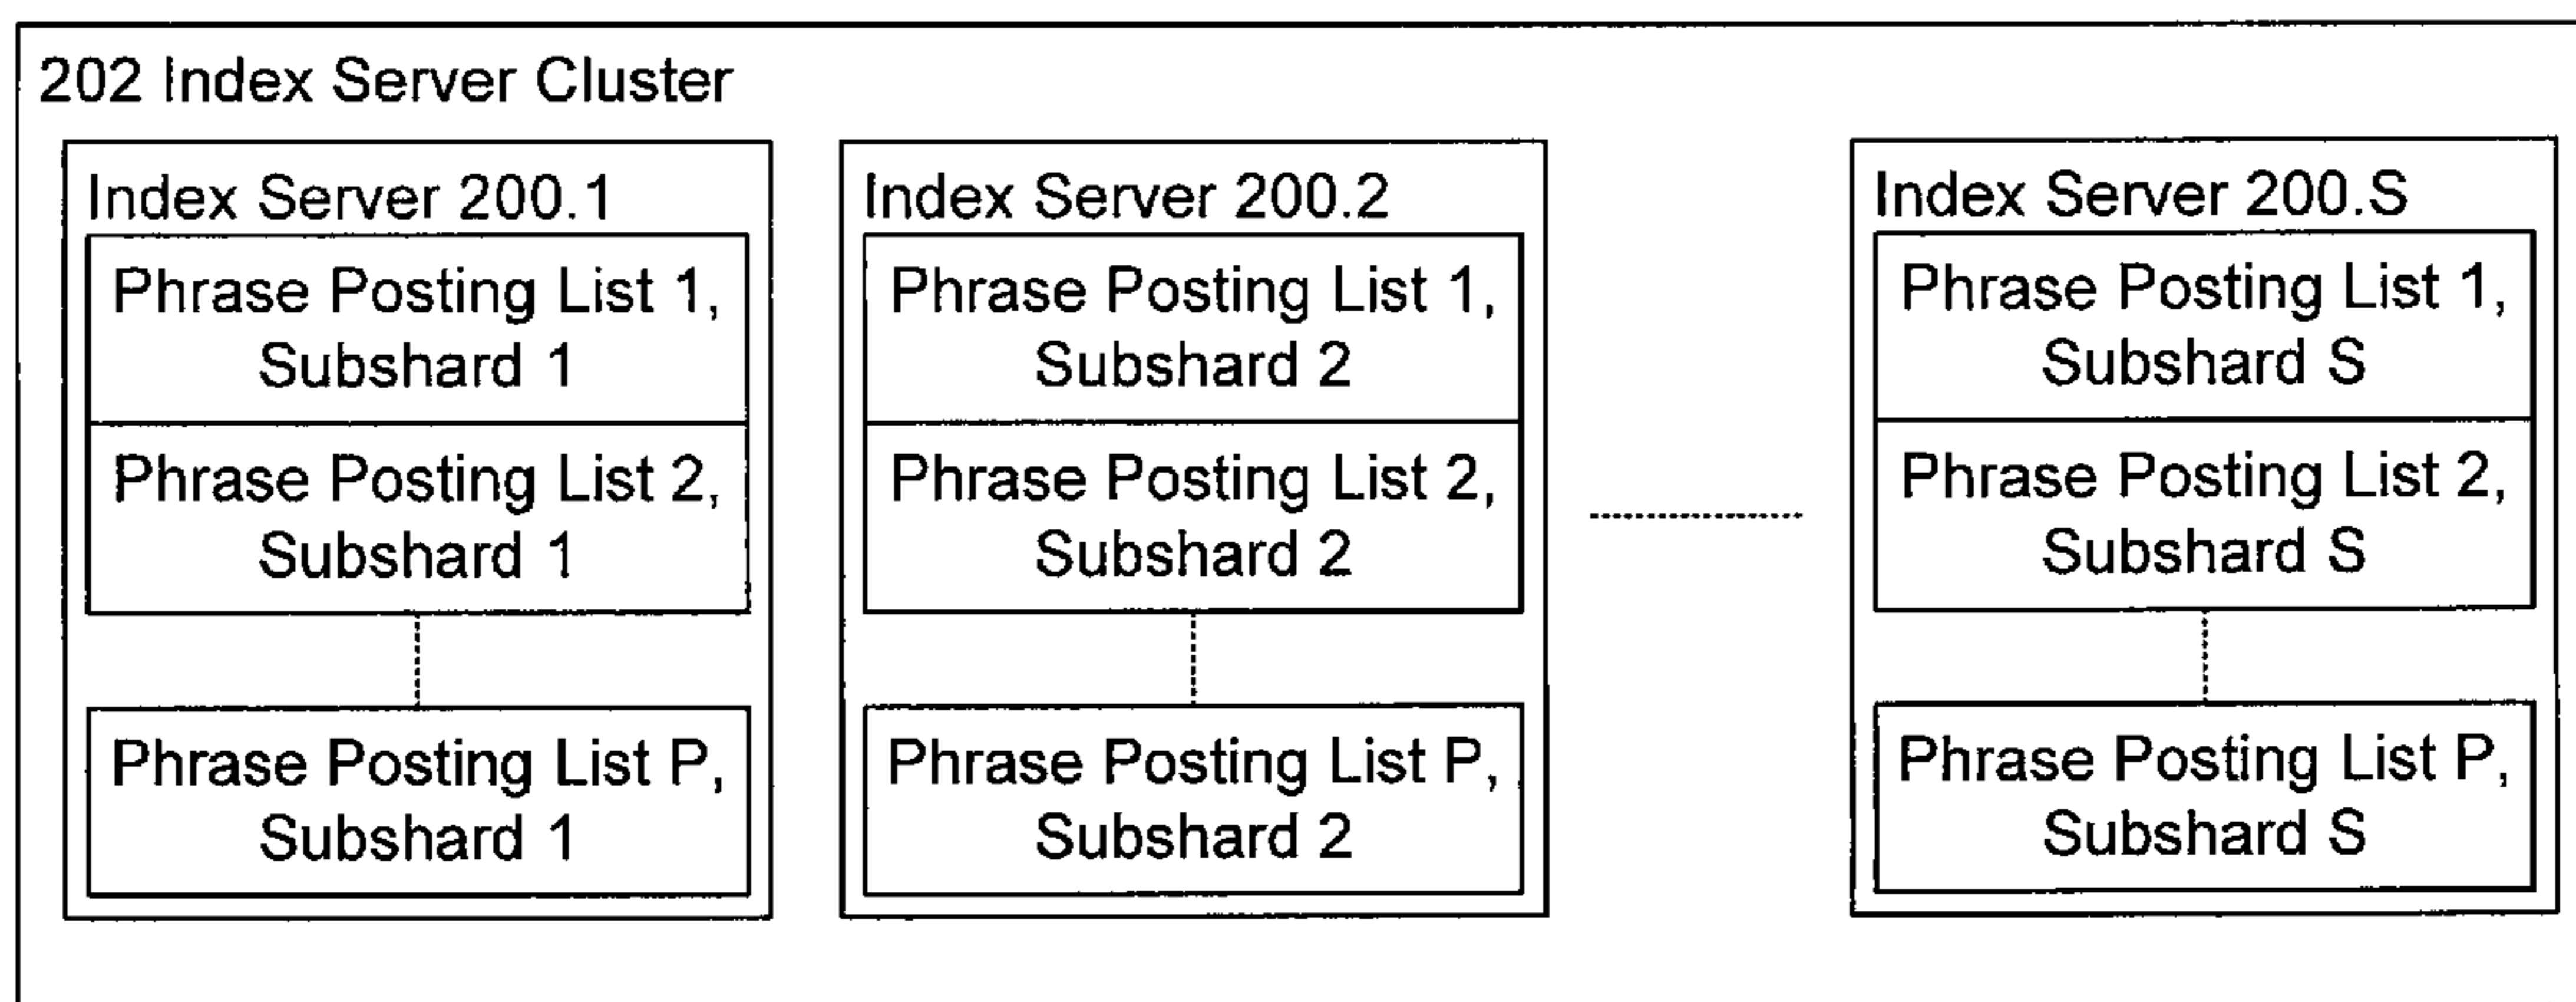 202 Index Server Cluster
Index Server 200.1
Phrase Posting List 1,
Subshard 1
Phrase Posting List 2,
Subshard 1
Phrase Posting List P,
Subshard 1
Index Server 200.2
Phrase Posting List 1,
Subshard 2
Phrase Posting List 2,
Subshard 2
Phrase Posting List P,
Subshard 2
Index Server 200.S
Phrase Posting List 1,
Subshard S
Phrase Posting List 2,
Subshard S
Phrase Posting List P,
Subshard S